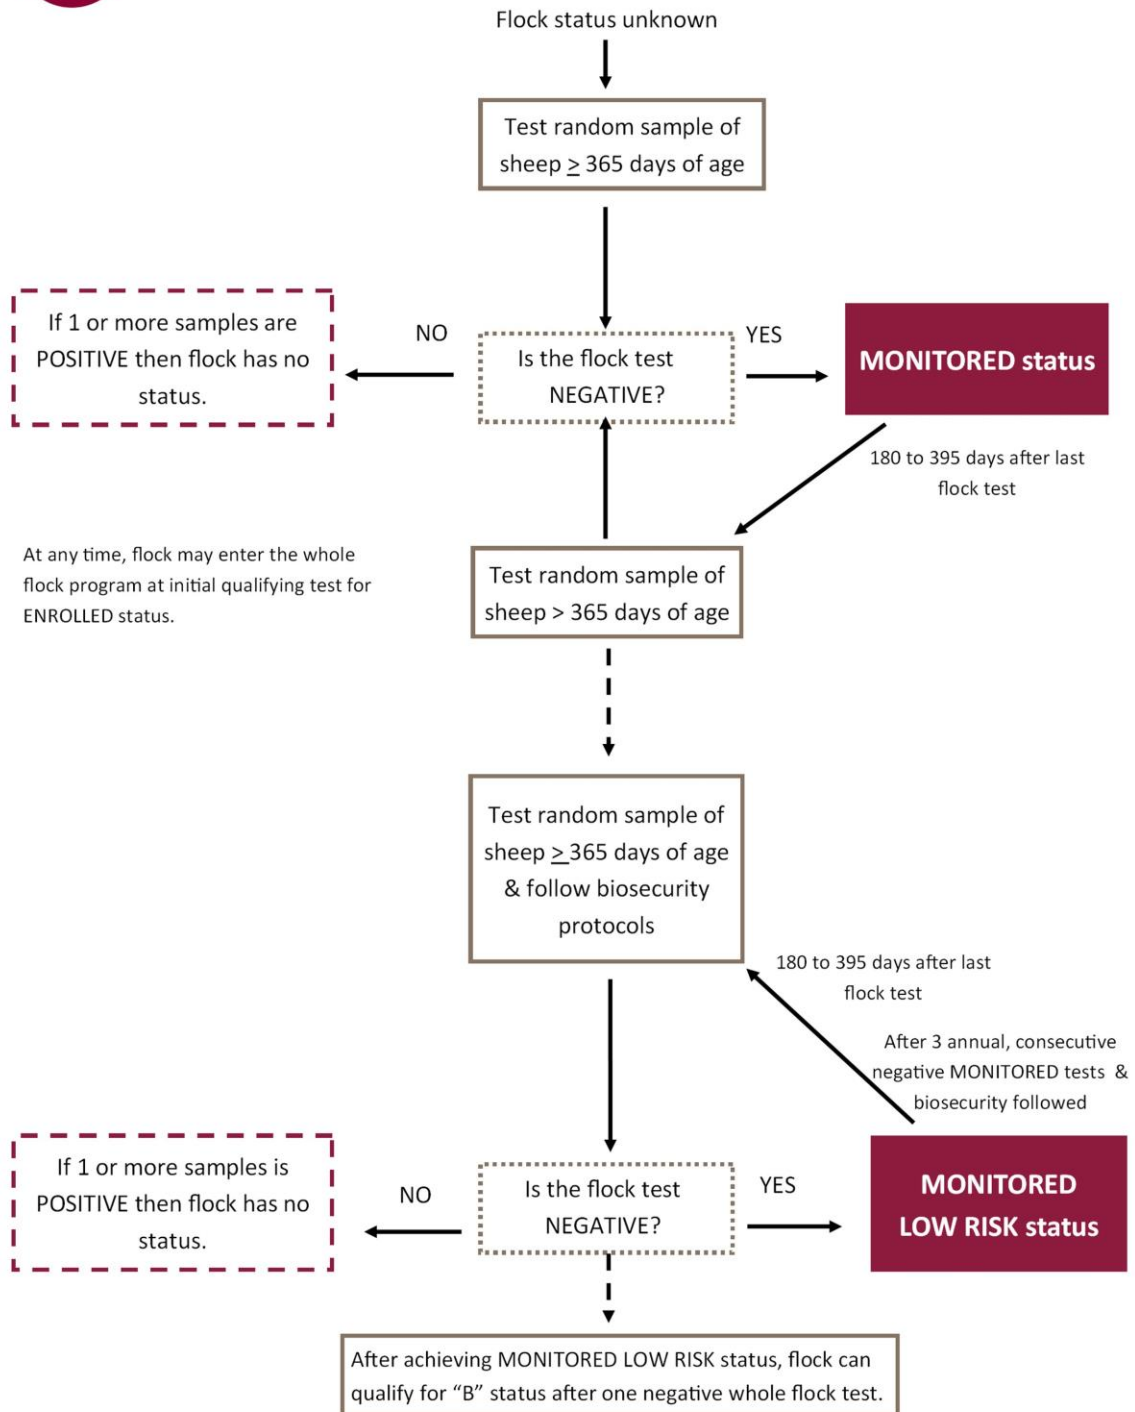 Flock status unknown
Test random sample of
sheep ≥ 365 days of age
If 1 or more samples are
POSITIVE then flock has no
status.
NO
Is the flock test
NEGATIVE?
YES
MONITORED status
180 to 395 days after last
flock test
At any time, flock may enter the whole
flock program at initial qualifying test for
ENROLLED status.
Test random sample of
sheep > 365 days of age
Test random sample of
sheep ≥ 365 days of age
& follow biosecurity
protocols
180 to 395 days after last
flock test
After 3 annual, consecutive
negative MONITORED tests &
biosecurity followed
If 1 or more samples is
POSITIVE then flock has no
status.
NO
Is the flock test
NEGATIVE?
YES
MONITORED
LOW RISK status
After achieving MONITORED LOW RISK status, flock can
qualify for “B” status after one negative whole flock test.